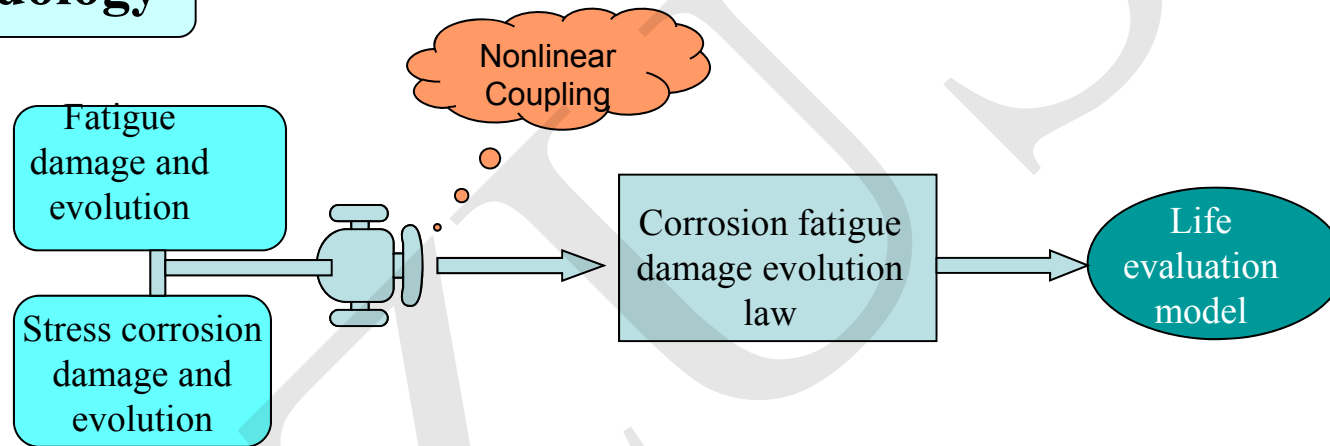 Nonlinear
Coupling
Fatigue
damage and
evolution
Stress corrosion
damage and
evolution
Corrosion fatigue
damage evolution
law
Life
evaluation
model